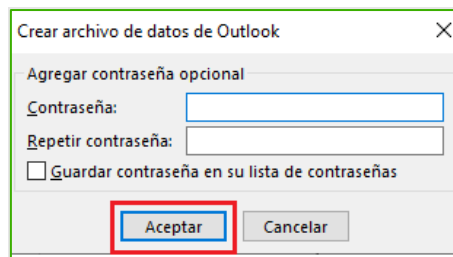 Crear archivo de datos de Outlook
Agregar contraseña opcional
Contraseña:
Repetir contraseña:
Guardar contraseña en su lista de contraseñas
Aceptar Cancelar